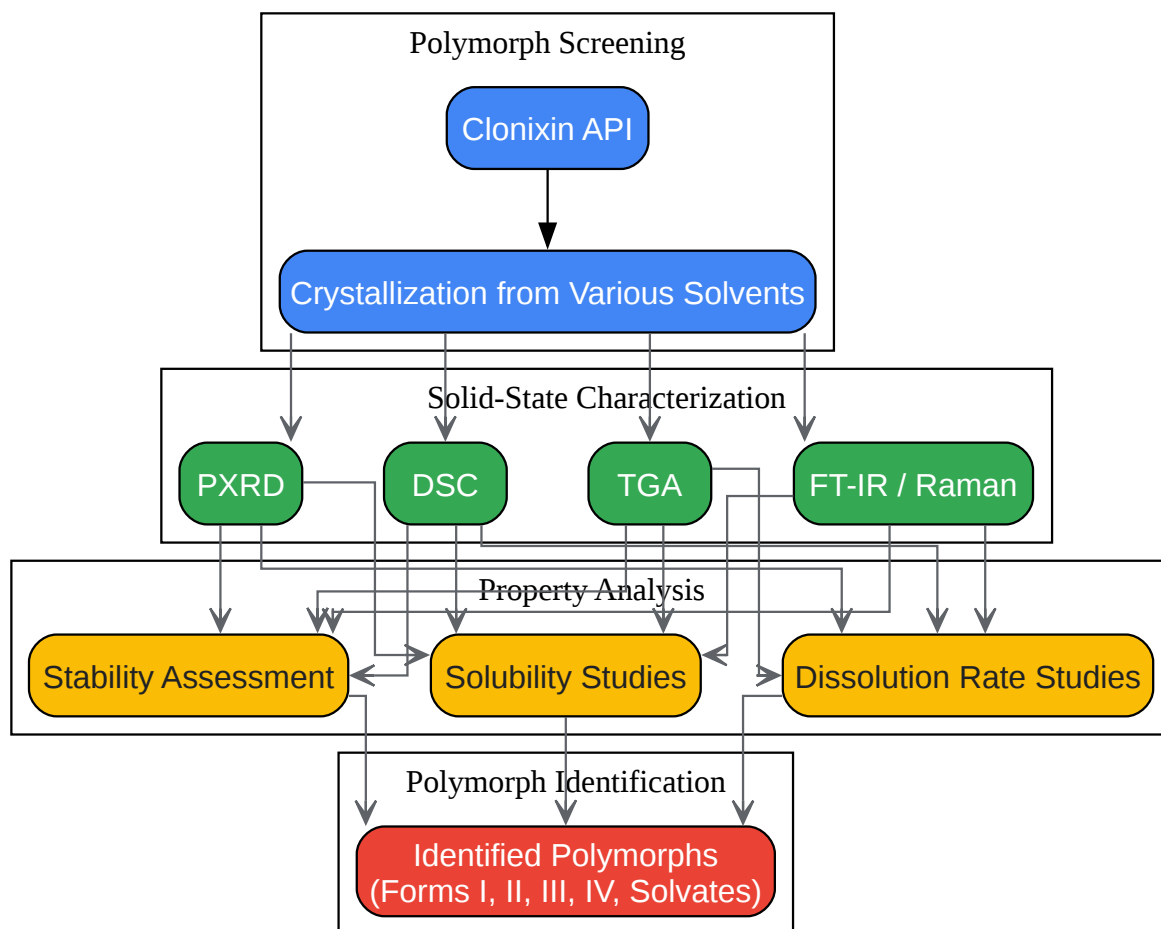 Polymorph Screening
Clonixin API
Crystallization from Various Solvents
Solid-State Characterization
PXRD
DSC
TGA
FT-IR / Raman
Property Analysis
Stability Assessment
Solubility Studies
Dissolution Rate Studies
Polymorph Identification
Identified Polymorphs
(Forms I, II, III, IV, Solvates)